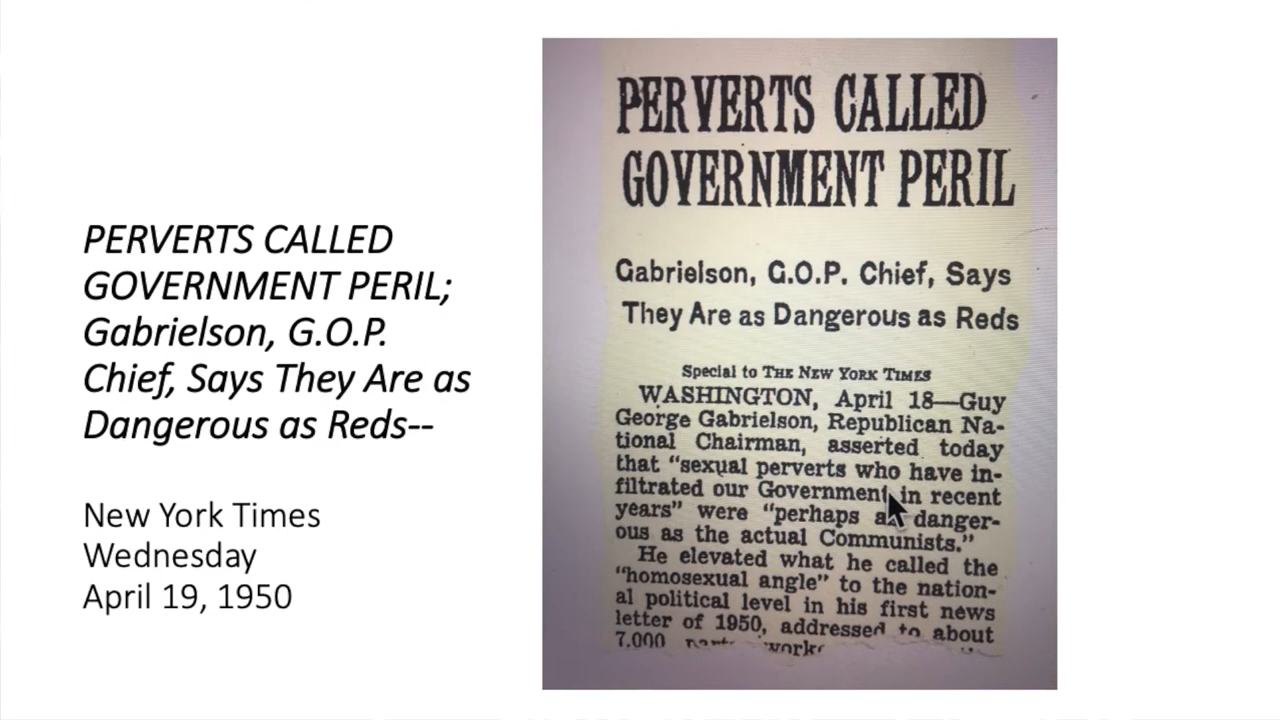 PERVERTS CALLED
GOVERNMENT PERIL;
Gabrielson, G.O.P.
Chief, Says They Are as
Dangerous as Reds--
New York Times
Wednesday
April 19, 1950
PERVERTS CALLED
GOVERNMENT PERIL
Gabrielson, G.O.P. Chief, Says
They Are as Dangerous as Reds
Special to THE NEW YORK TIMES
WASHINGTON, April 18—Guy
George Gabrielson, Republican Na-
tional Chairman, asserted today
that "sexual perverts who have in-
filtrated our Government in recent
years" were "perhaps as danger-
ous as the actual Communists."
He elevated what he called the
"homosexual angle" to the nation-
al political level in his first news
letter of 1950, addressed to about
7,000